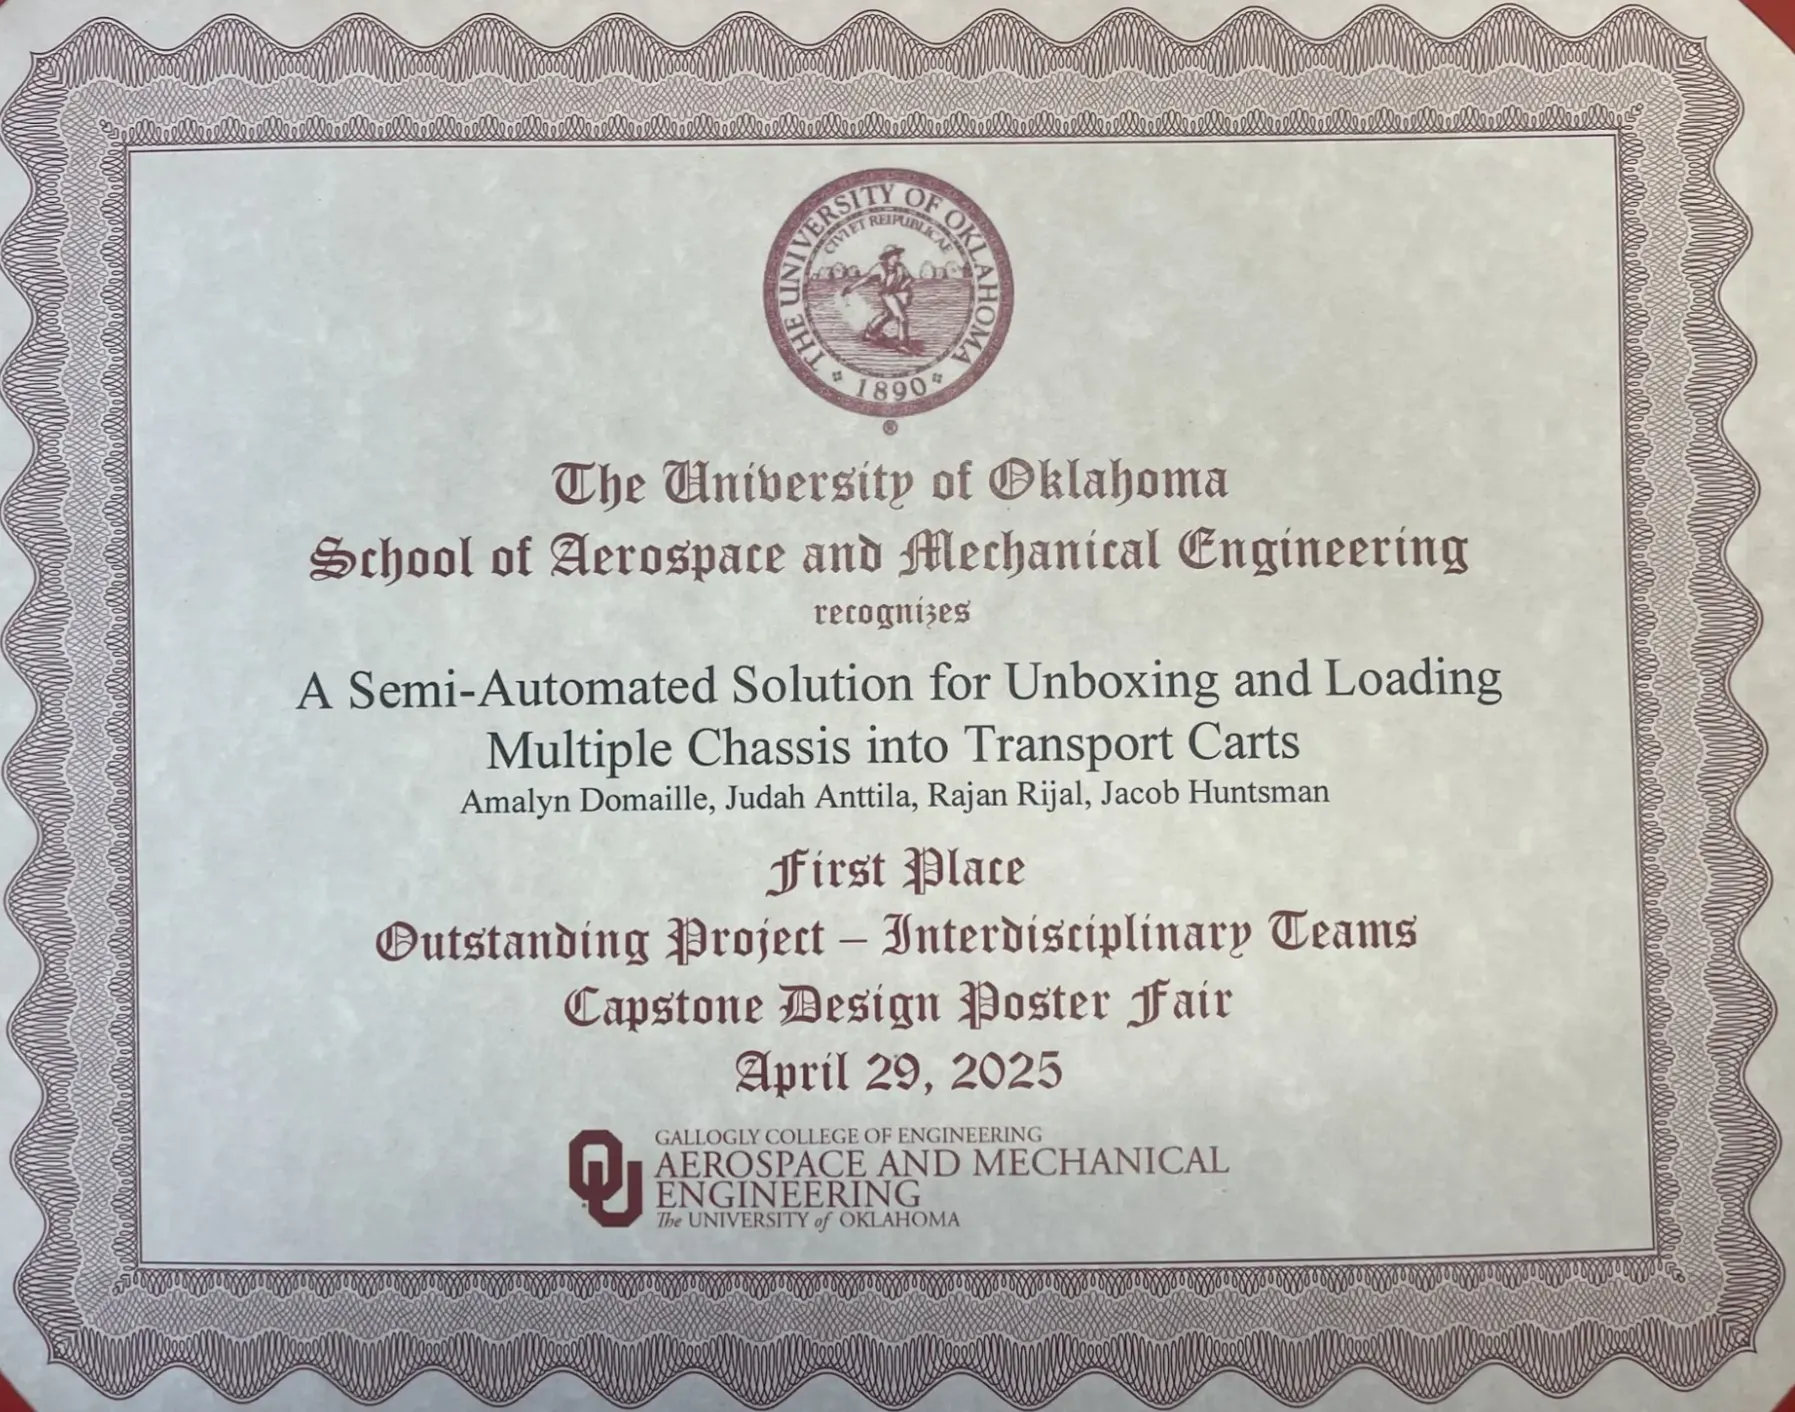 THE UNIVERSITY OF OKLAHOMA
CIVI ET REIPUBLICAE
1890
®
The University of Oklahoma
School of Aerospace and Mechanical Engineering
recognizes
A Semi-Automated Solution for Unboxing and Loading
Multiple Chassis into Transport Carts
Amalyn Domaille, Judah Anttila, Rajan Rijal, Jacob Huntsman
First Place
Outstanding Project – Interdisciplinary Teams
Capstone Design Poster Fair
April 29, 2025
OU
GALLOGLY COLLEGE OF ENGINEERING
AEROSPACE AND MECHANICAL
ENGINEERING
The UNIVERSITY of OKLAHOMA